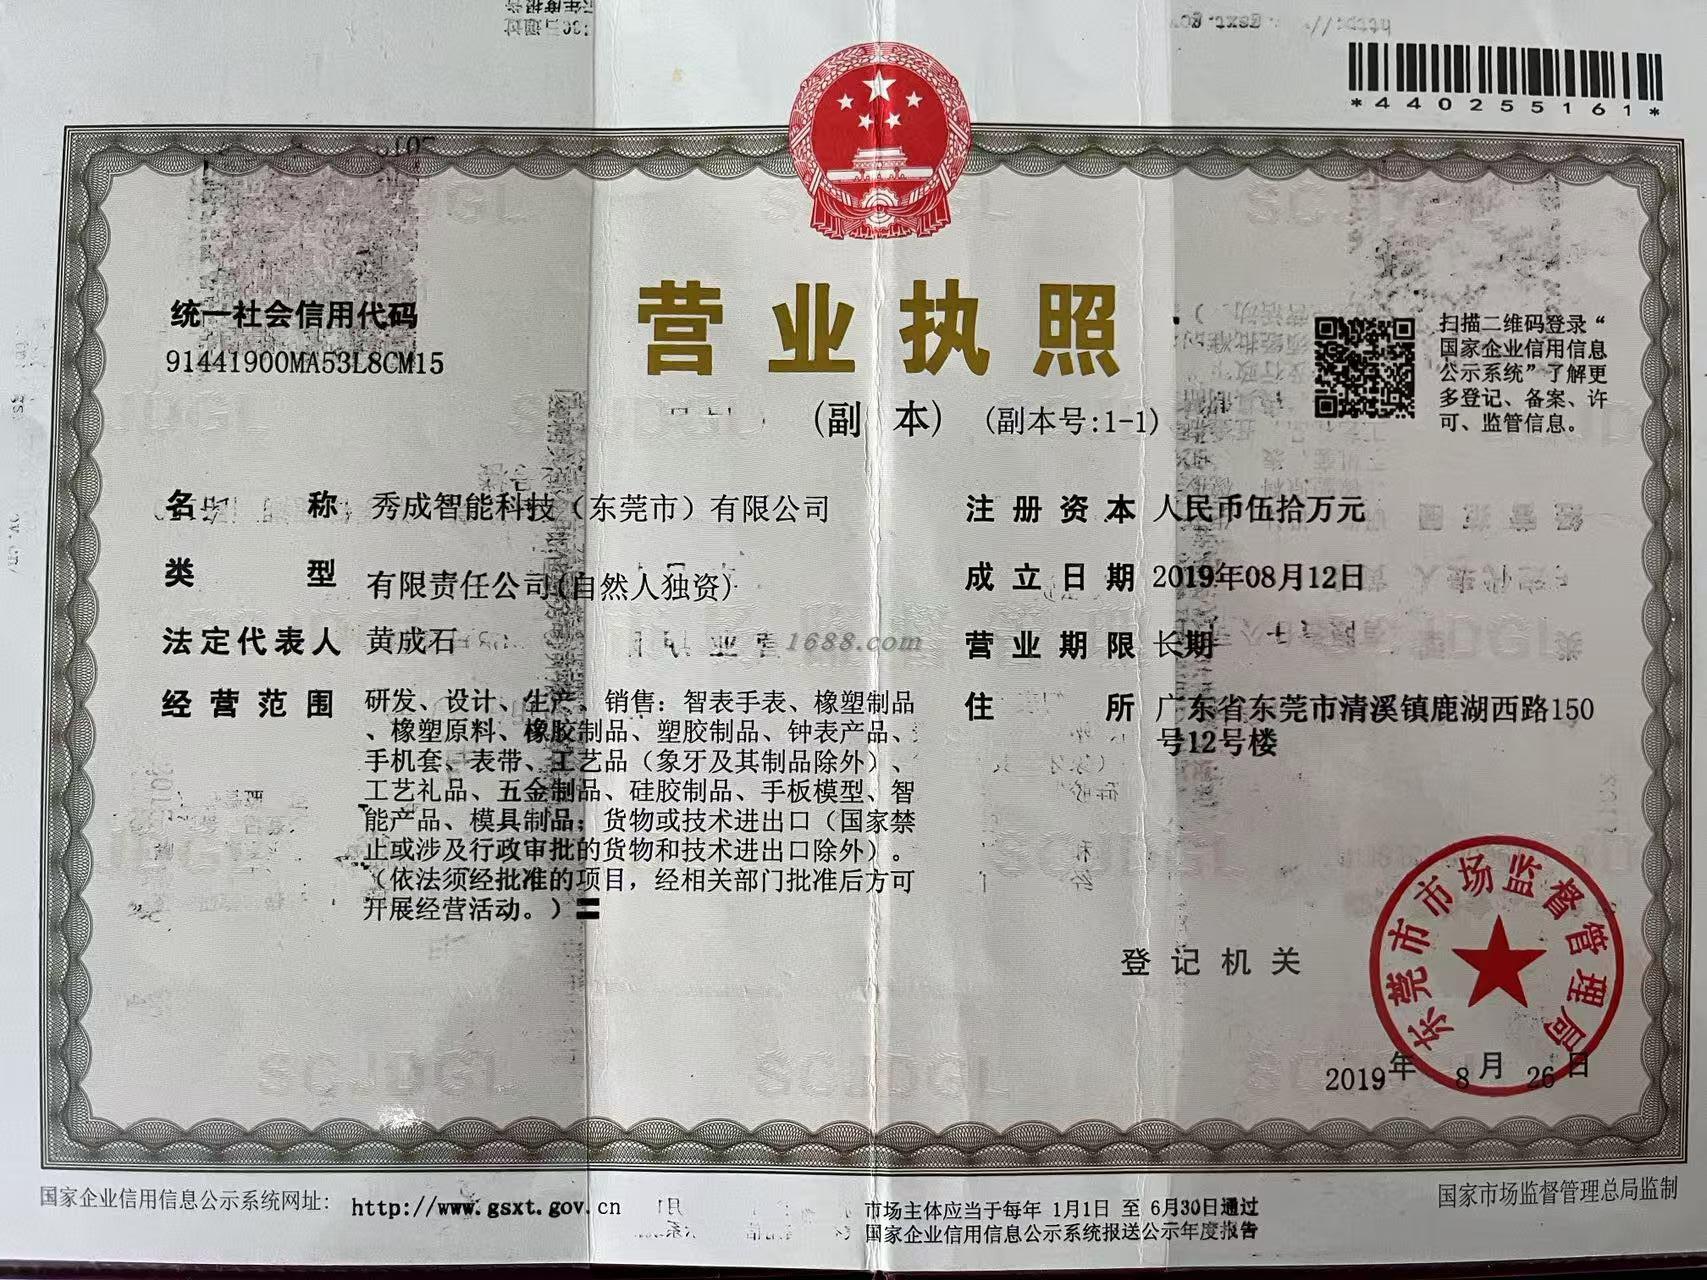 *440255161*
统一社会信用代码
91441900MA53L8CM15
营业执照
（副 本）（副本号:1-1）
扫描二维码登录“
国家企业信用信息
公示系统”了解更
多登记、备案、许
可、监管信息。
名称 秀成智能科技（东莞市）有限公司
类型 有限责任公司(自然人独资)
法定代表人 黄成石
经营范围 研发、设计、生产、销售：智表手表、橡塑制品
、橡塑原料、橡胶制品、塑胶制品、钟表产品、
手机套、表带、工艺品（象牙及其制品除外）、
工艺礼品、五金制品、硅胶制品、手板模型、智
能产品、模具制品；货物或技术进出口（国家禁
止或涉及行政审批的货物和技术进出口除外）。
（依法须经批准的项目，经相关部门批准后方可
开展经营活动。）
注册资本 人民币伍拾万元
成立日期 2019年08月12日
营业期限 长期
住所 广东省东莞市清溪镇鹿湖西路150
号12号楼
1688.com
登记机关
东莞市市场监督管理局
2019年 8月 26日
国家企业信用信息公示系统网址：http://www.gsxt.gov.cn
市场主体应当于每年 1月1日 至 6月30日通过
国家企业信用信息公示系统报送公示年度报告
国家市场监督管理总局监制